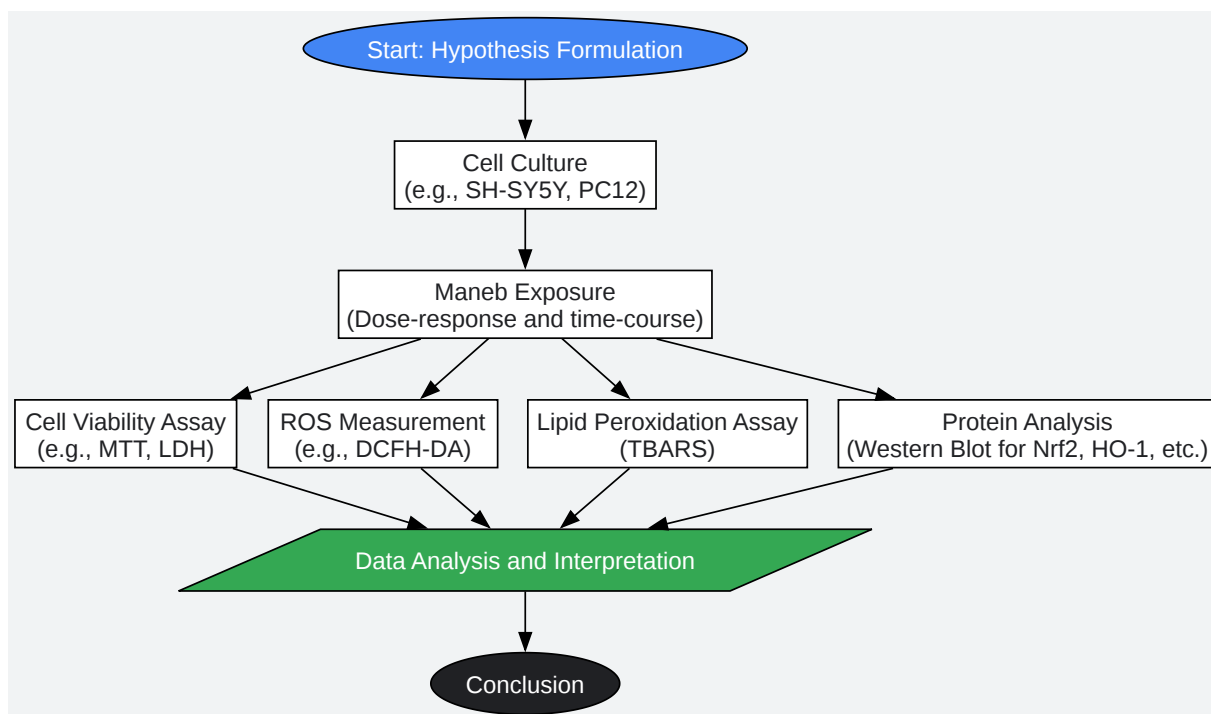 Start: Hypothesis Formulation
Cell Culture
(e.g., SH-SY5Y, PC12)
Maneb Exposure
(Dose-response and time-course)
Cell Viability Assay
(e.g., MTT, LDH)
ROS Measurement
(e.g., DCFH-DA)
Lipid Peroxidation Assay
(TBARS)
Protein Analysis
(Western Blot for Nrf2, HO-1, etc.)
Data Analysis and Interpretation
Conclusion